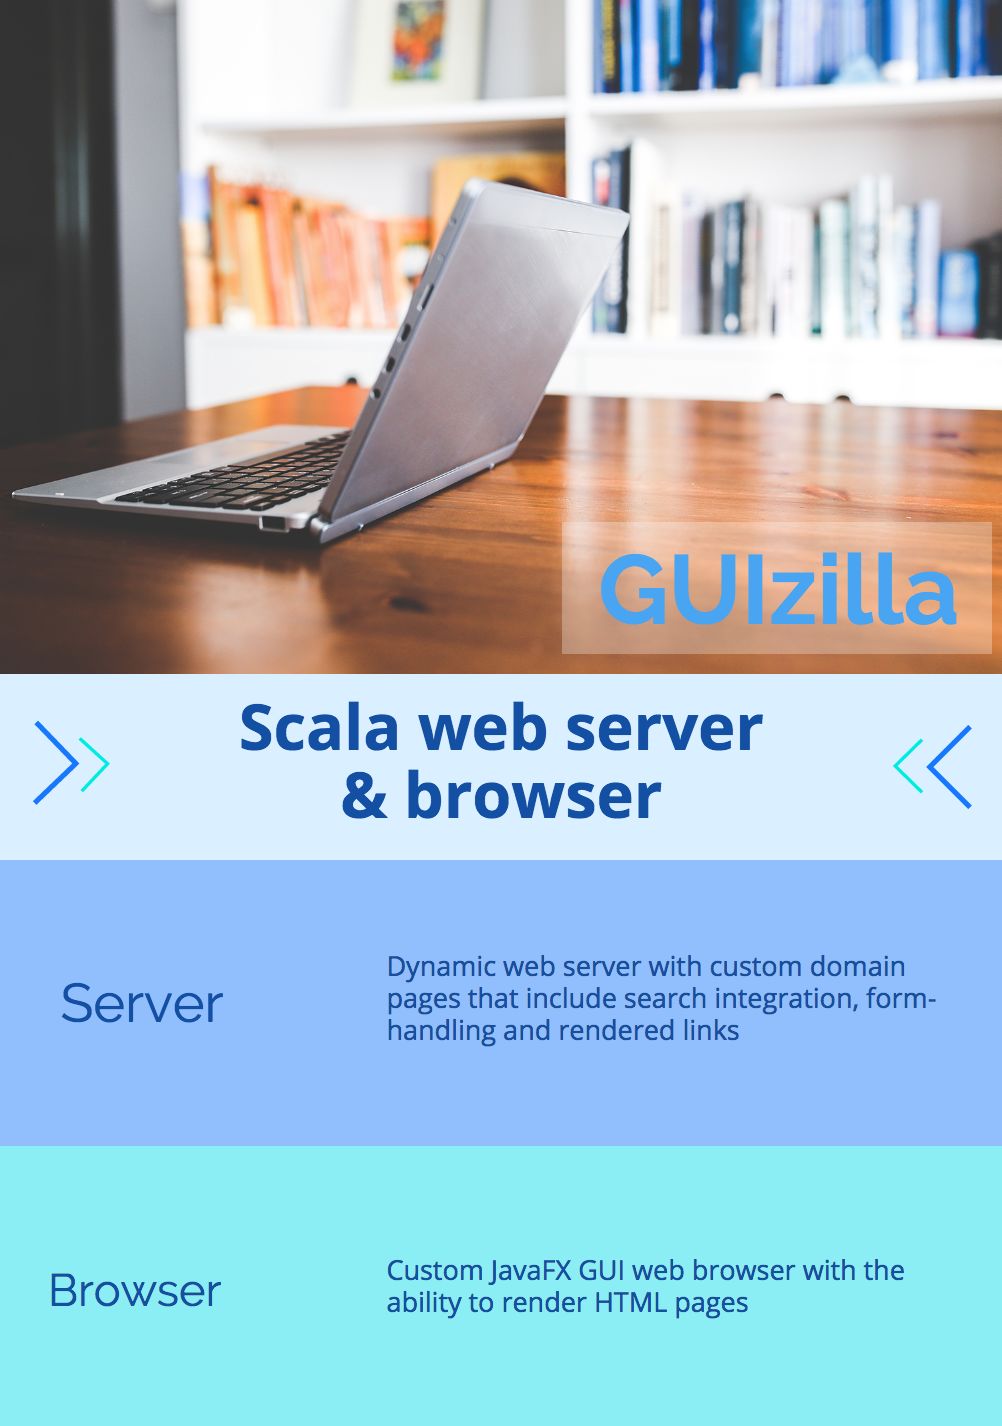 GUIzilla
Scala web server
& browser
Server
Dynamic web server with custom domain
pages that include search integration, form-
handling and rendered links
Browser
Custom JavaFX GUI web browser with the
ability to render HTML pages